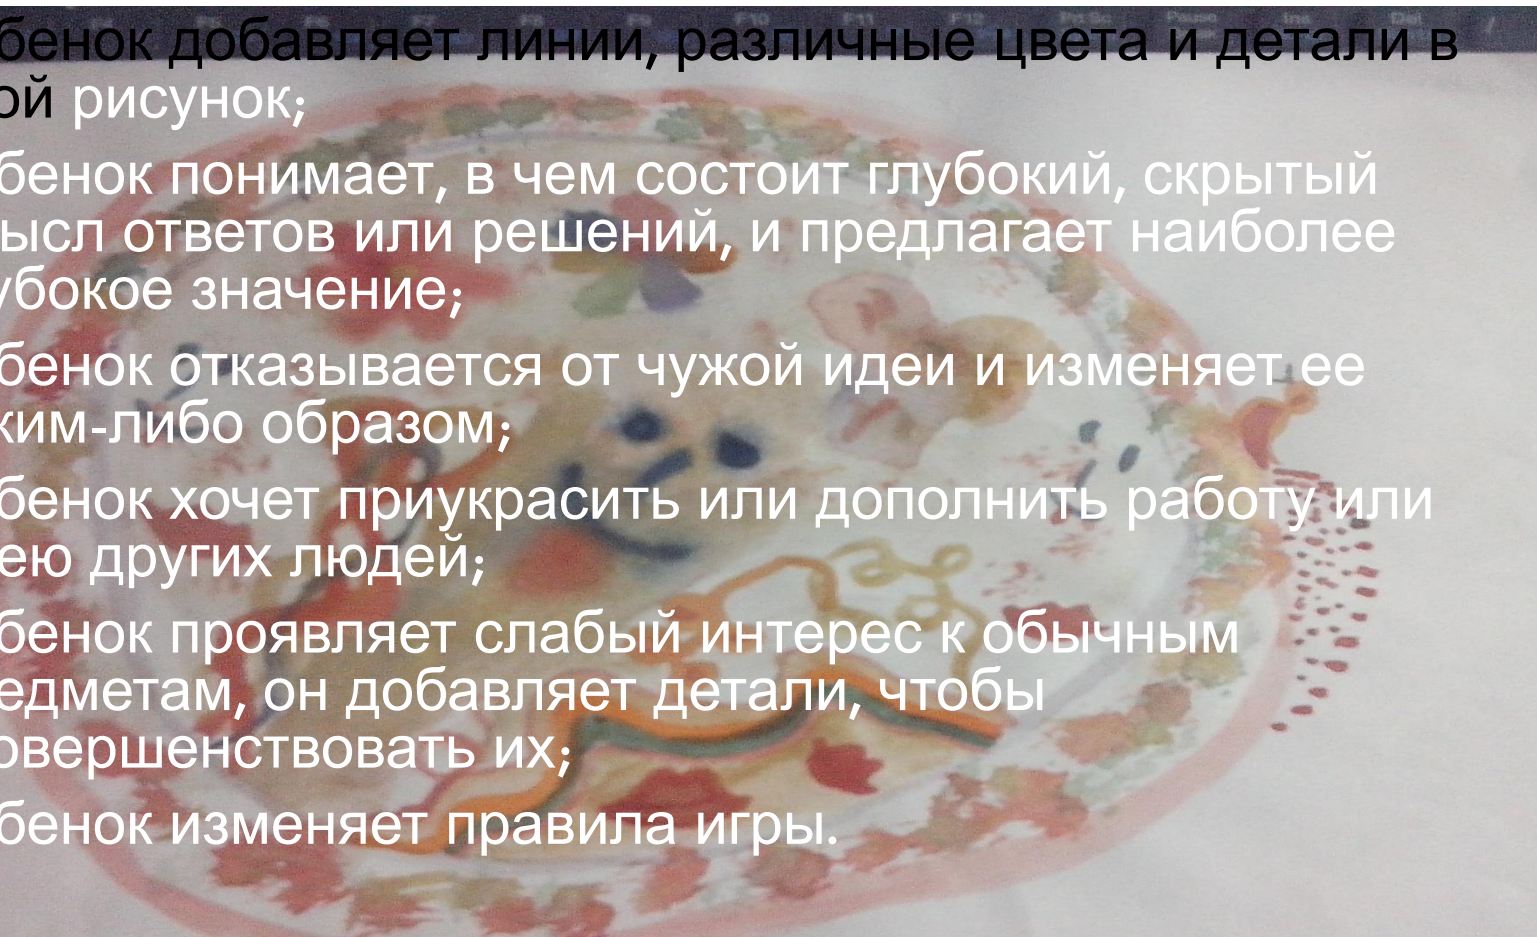 бенок добавляет линии, различные цвета и детали в
ой рисунок;
бенок понимает, в чем состоит глубокий, скрытый
ысл ответов или решений, и предлагает наиболее
убокое значение;
бенок отказывается от чужой идеи и изменяет ее
ким-либо образом;
бенок хочет приукрасить или дополнить работу или
ею других людей;
бенок проявляет слабый интерес к обычным
едметам, он добавляет детали, чтобы
овершенствовать их;
бенок изменяет правила игры.